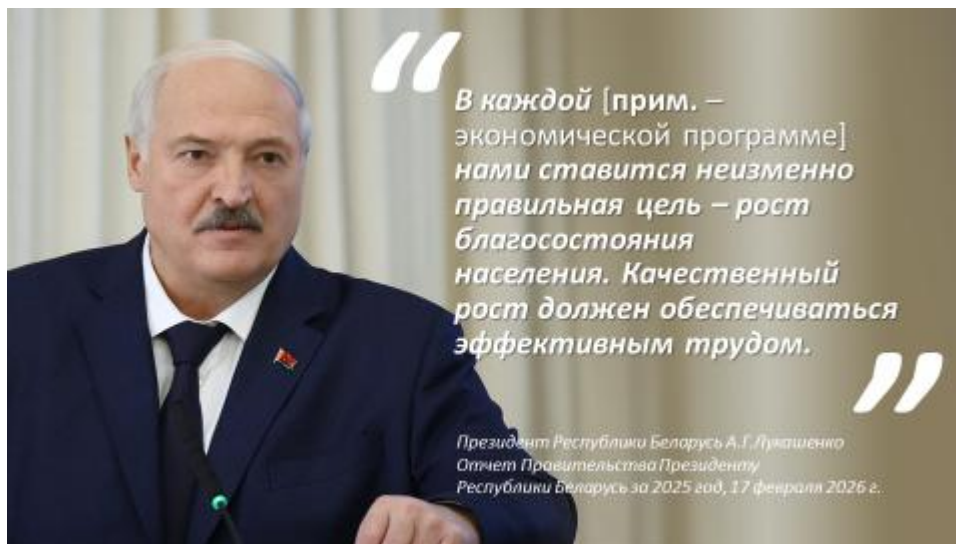 “
В каждой [прим. –
экономической программе]
нами ставится неизменно
правильная цель – рост
благосостояния
населения. Качественный
рост должен обеспечиваться
эффективным трудом.
”
Президент Республики Беларусь А.Г.Лукашенко
Отчет Правительства Президенту
Республики Беларусь за 2025 год, 17 февраля 2026 г.